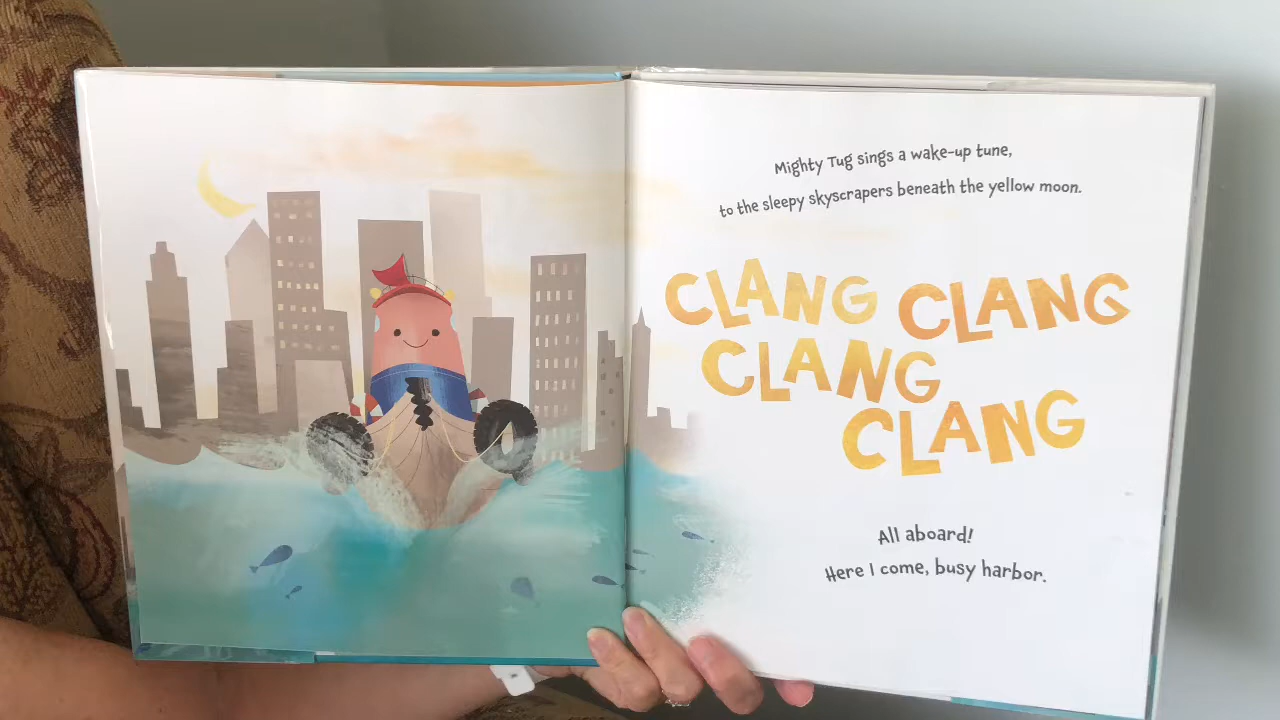 Mighty Tug sings a wake-up tune,
to the sleepy skyscrapers beneath the yellow moon.
CLANG CLANG
CLANG
CLANG
All aboard!
Here I come, busy harbor.